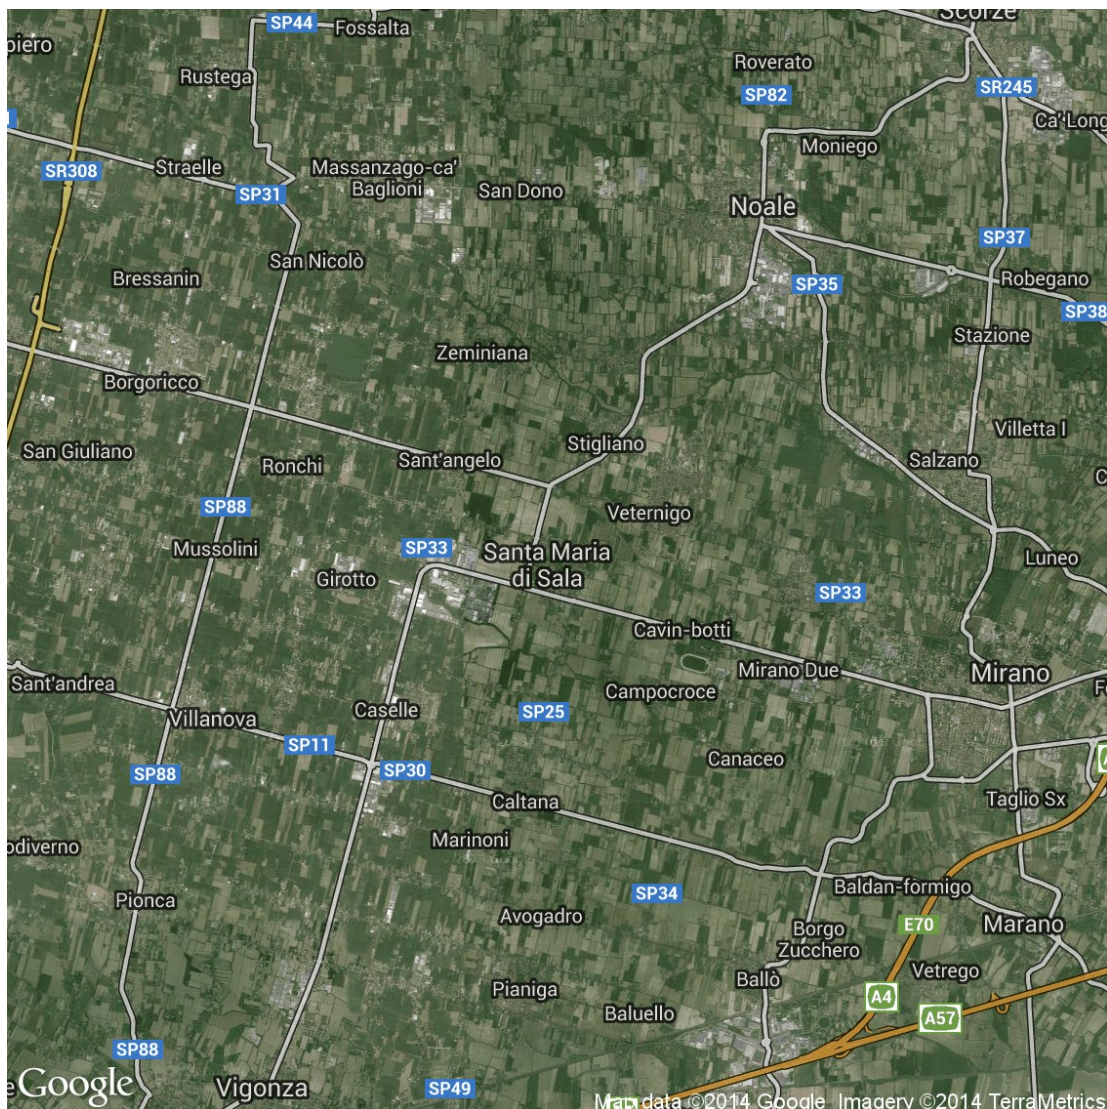 Scorzè
SP44
Fossalta
piero
Rustega
Roverato
SP82
SR245
Ca' Long
Moniego
Straelle
SR308
SP31
Massanzago-ca'
Baglioni
San Dono
Noale
SP37
San Nicolò
Bressanin
SP35
Robegano
SP38
Stazione
Zeminiana
Borgoricco
Villetta I
San Giuliano
Ronchi
Sant'angelo
Stigliano
Salzano
C
SP88
Veternigo
Mussolini
SP33
Santa Maria
di Sala
Girotto
Luneo
SP33
Cavin-botti
Mirano Due
Mirano
Sant'andrea
Campocroce
Fo
Villanova
Caselle
SP25
SP11
SP88
SP30
Canaceo
A
Caltana
Taglio Sx
Marinoni
odiverno
Pionca
SP34
Baldan-formigo
Avogadro
E70
Borgo
Zucchero
Marano
Pianiga
Ballò
Vetrego
A4
Baluello
A57
SP88
e
Google
Vigonza
SP49
Map data ©2014 Google Imagery ©2014 TerraMetrics